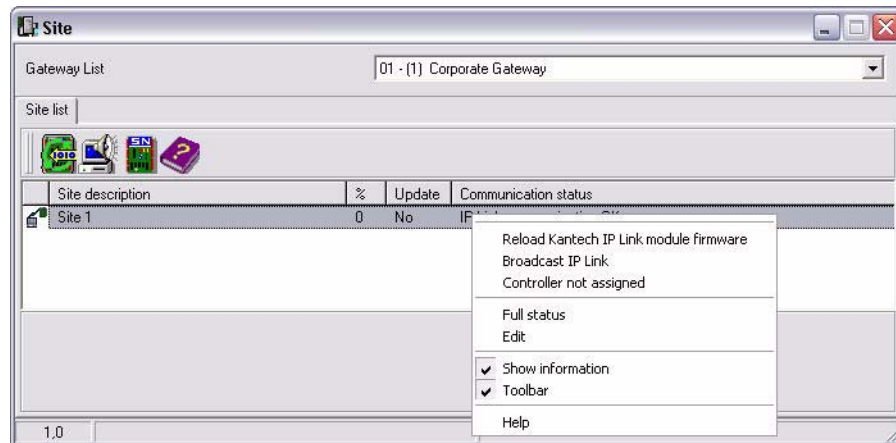 Site
Gateway List 01 - (1) Corporate Gateway
Site list
1010 SN
Site description % Update Communication status
Site 1 0 No
Reload Kantech IP Link module firmware
Broadcast IP Link
Controller not assigned
Full status
Edit
Show information
Toolbar
Help
1,0